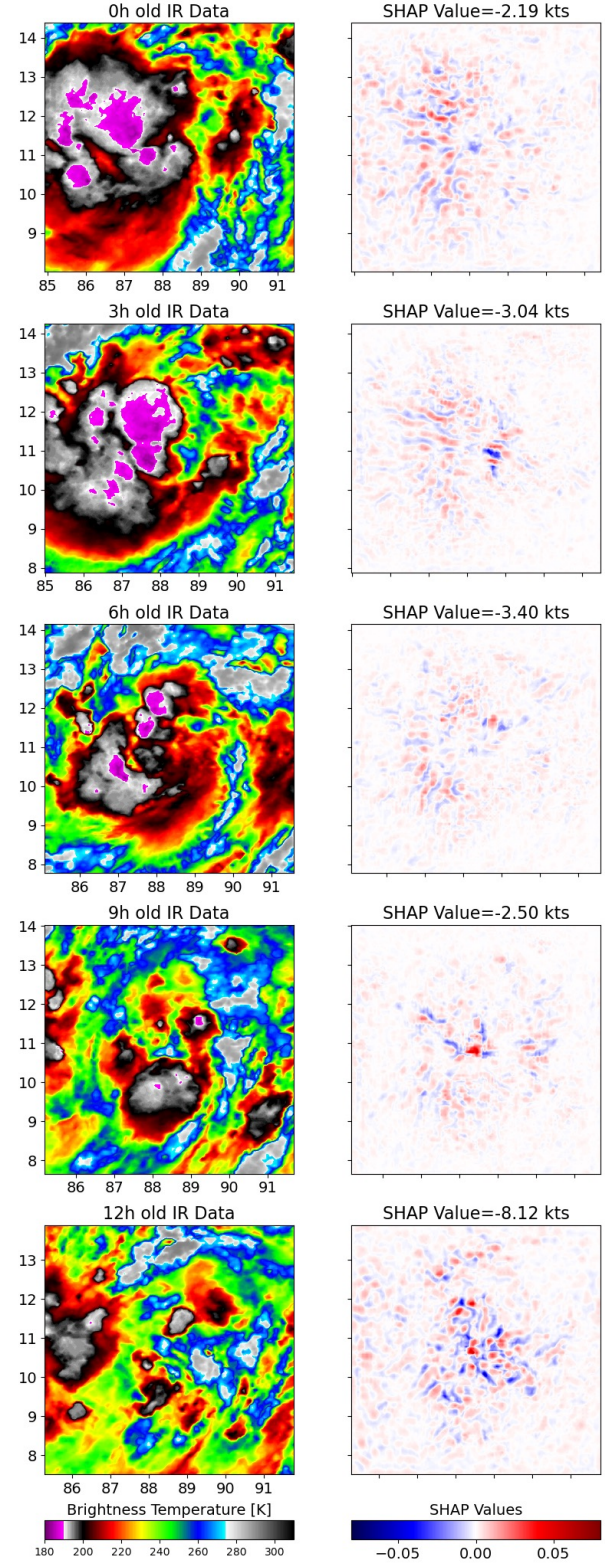 0h old IR Data
SHAP Value=-2.19 kts
14
13
12
11
10
9
85 86 87 88 89 90 91
3h old IR Data
SHAP Value=-3.04 kts
14
13
12
11
10
9
8
85 86 87 88 89 90 91
6h old IR Data
SHAP Value=-3.40 kts
14
13
12
11
10
9
8
86 87 88 89 90 91
9h old IR Data
SHAP Value=-2.50 kts
14
13
12
11
10
9
8
86 87 88 89 90 91
12h old IR Data
SHAP Value=-8.12 kts
13
12
11
10
9
8
86 87 88 89 90 91
Brightness Temperature [K]
180 200 220 240 260 280 300
SHAP Values
−0.05 0.00 0.05